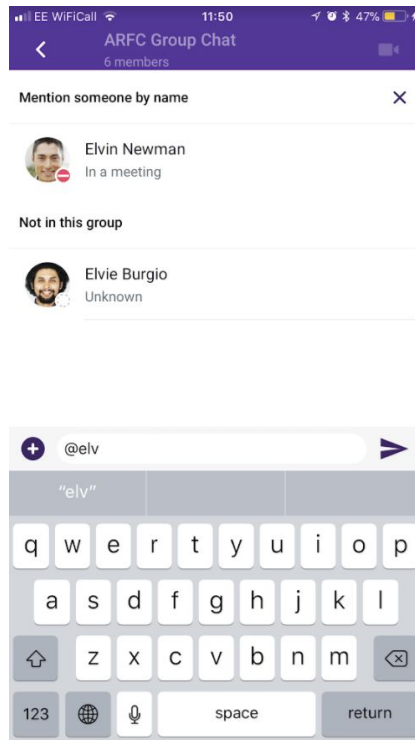 EE WiFiCall 11:50 47%
ARFC Group Chat
6 members
Mention someone by name
Elvin Newman
In a meeting
Not in this group
Elvie Burgio
Unknown
@elv
"elv"
q w e r t y u i o p
a s d f g h j k l
z x c v b n m
123 space return